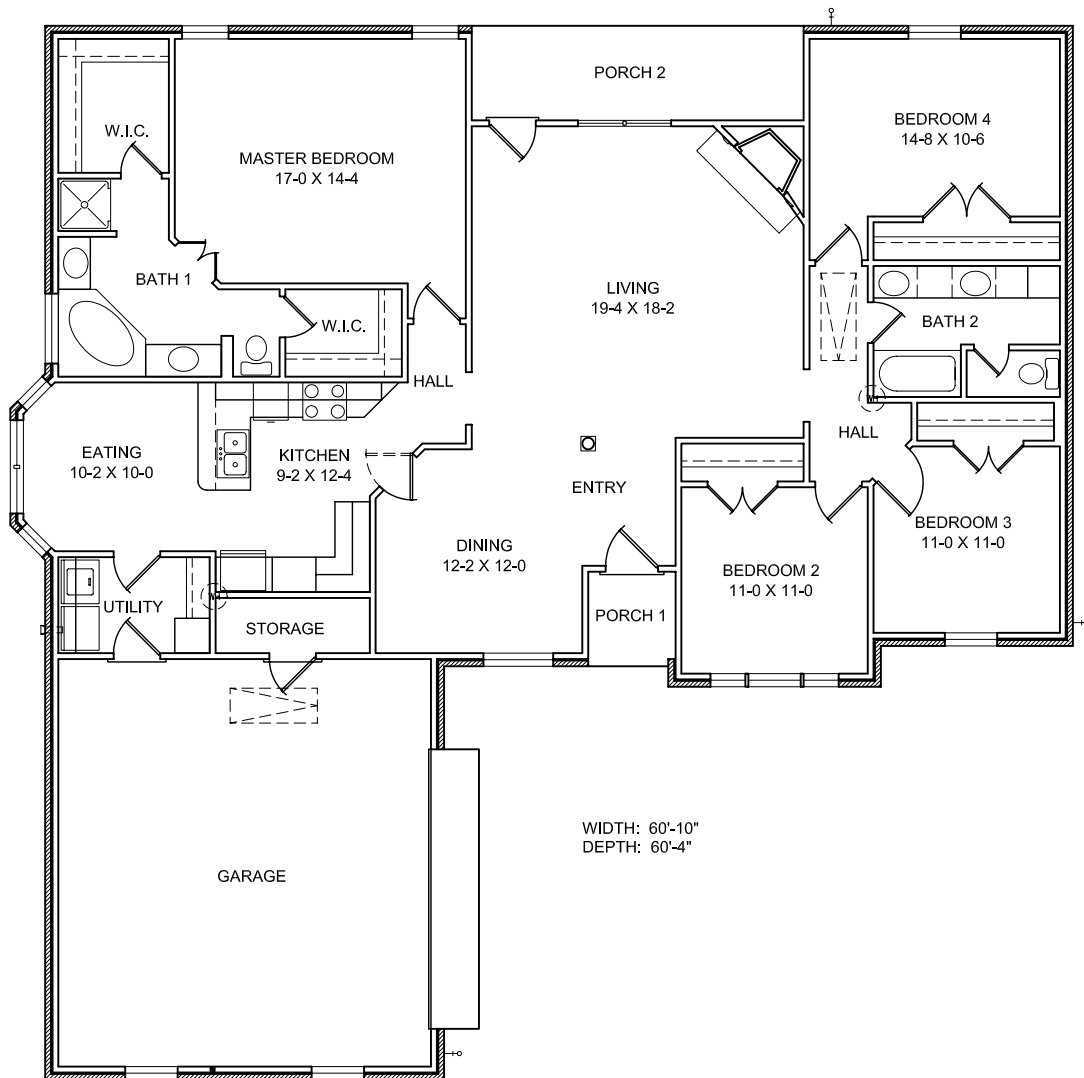 PORCH 2
W.I.C.
BEDROOM 4
14-8 X 10-6
MASTER BEDROOM
17-0 X 14-4
BATH 1
LIVING
19-4 X 18-2
W.I.C.
BATH 2
HALL
HALL
EATING
10-2 X 10-0
KITCHEN
9-2 X 12-4
ENTRY
BEDROOM 3
11-0 X 11-0
DINING
12-2 X 12-0
BEDROOM 2
11-0 X 11-0
UTILITY
STORAGE
PORCH 1
WIDTH: 60'-10"
DEPTH: 60'-4"
GARAGE